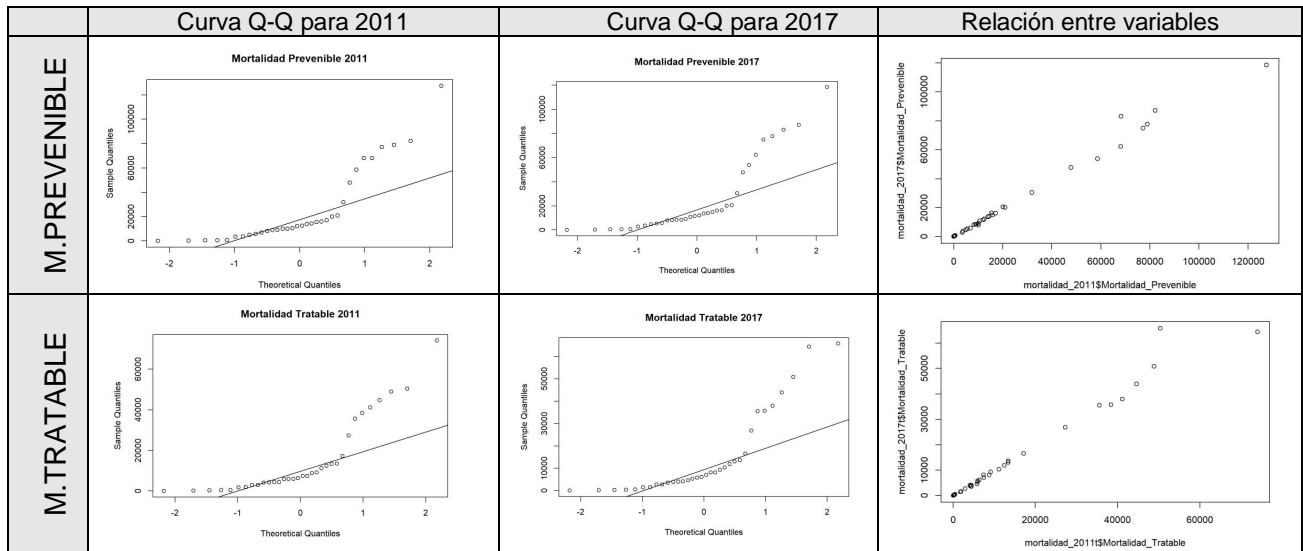 Curva Q-Q para 2011
Curva Q-Q para 2017
Relación entre variables
M.PREVENIBLE
Mortalidad Prevenible 2011
Sample Quantiles
0
20000
60000
100000
-2
-1
0
1
2
Theoretical Quantiles
Mortalidad Prevenible 2017
Sample Quantiles
0
20000
60000
100000
-2
-1
0
1
2
Theoretical Quantiles
mortalidad_2017$Mortalidad_Prevenible
0
20000
60000
100000
0
20000
40000
60000
80000
100000
120000
mortalidad_2011$Mortalidad_Prevenible
M.TRATABLE
Mortalidad Tratable 2011
Sample Quantiles
0
20000
40000
60000
-2
-1
0
1
2
Theoretical Quantiles
Mortalidad Tratable 2017
Sample Quantiles
0
10000
30000
50000
-2
-1
0
1
2
Theoretical Quantiles
mortalidad_2017t$Mortalidad_Tratable
0
10000
30000
50000
0
20000
40000
60000
mortalidad_2011t$Mortalidad_Tratable